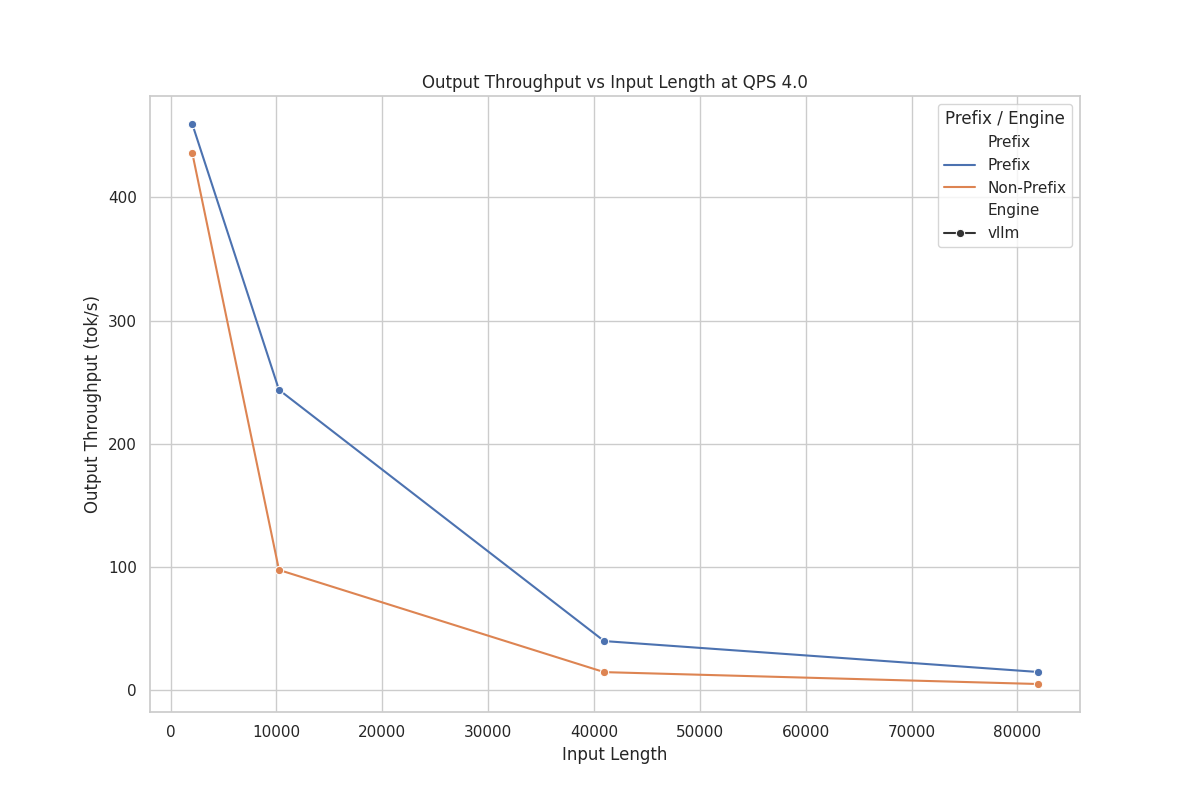 Output Throughput vs Input Length at QPS 4.0
Prefix / Engine
Prefix
Prefix
Non-Prefix
Engine
vllm
Output Throughput (tok/s)
400
300
200
100
0
0 10000 20000 30000 40000 50000 60000 70000 80000
Input Length